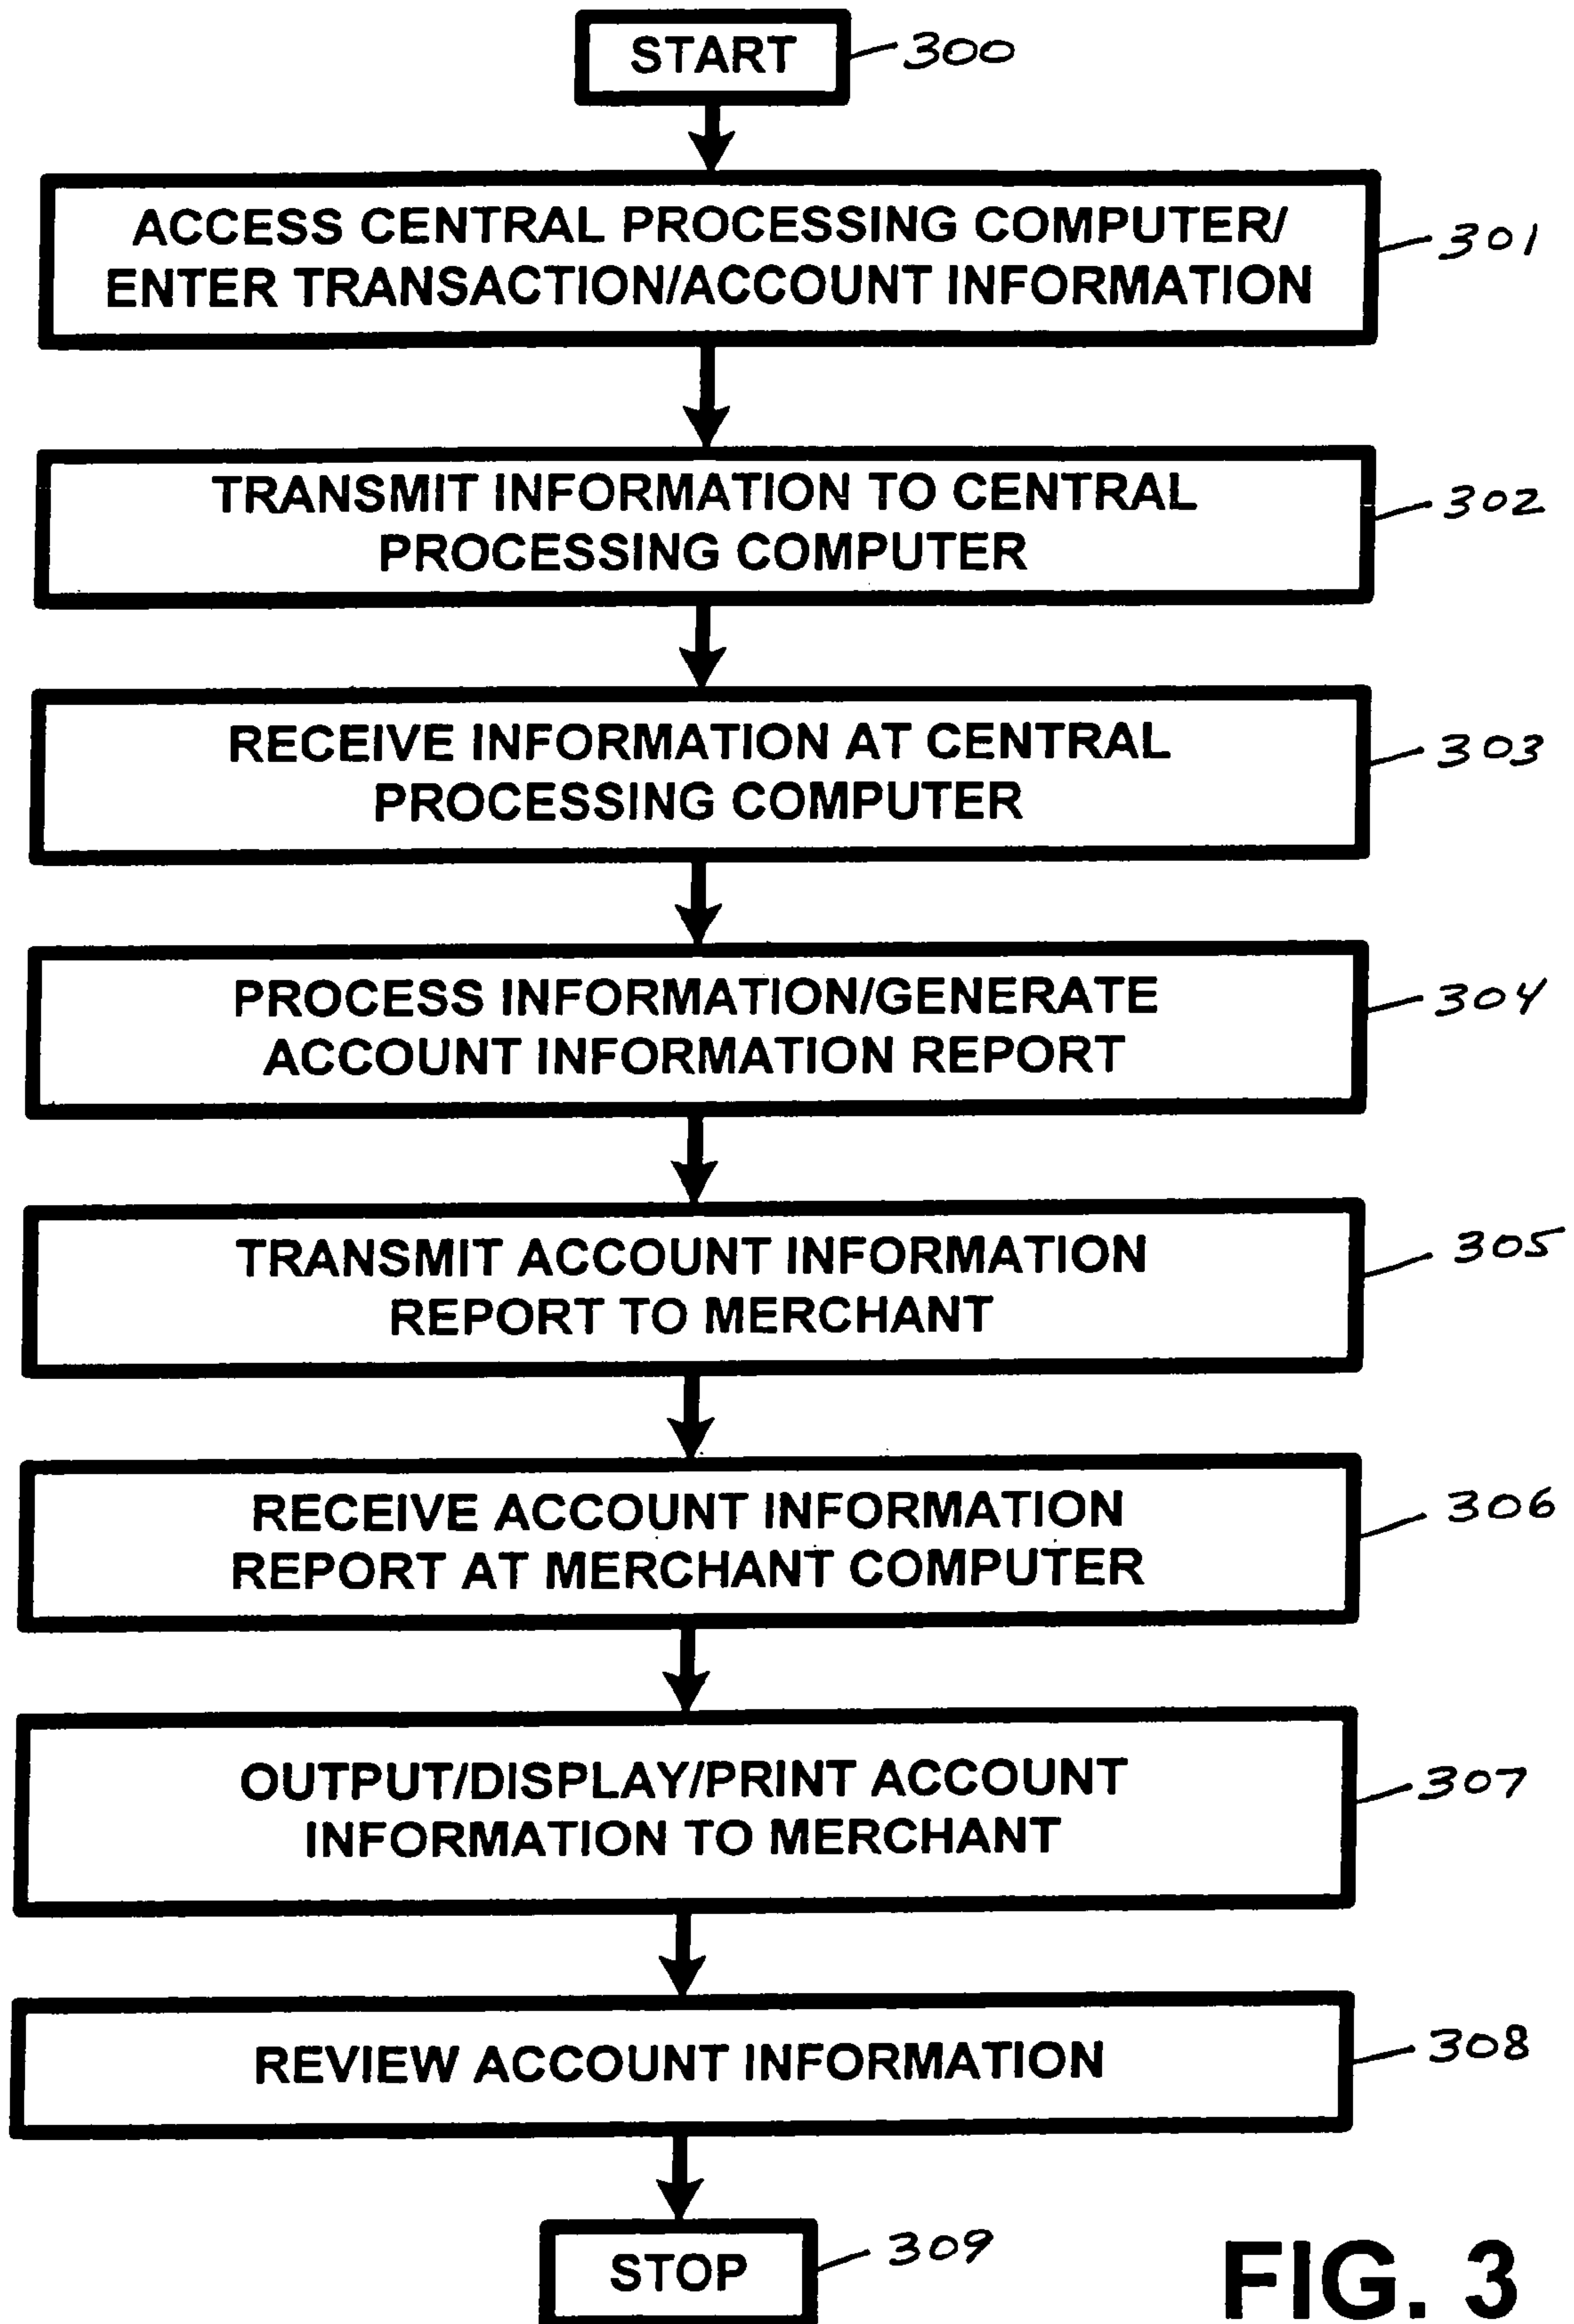 START
300
ACCESS CENTRAL PROCESSING COMPUTER/
ENTER TRANSACTION/ACCOUNT INFORMATION
301
TRANSMIT INFORMATION TO CENTRAL
PROCESSING COMPUTER
302
RECEIVE INFORMATION AT CENTRAL
PROCESSING COMPUTER
303
PROCESS INFORMATION/GENERATE
ACCOUNT INFORMATION REPORT
304
TRANSMIT ACCOUNT INFORMATION
REPORT TO MERCHANT
305
RECEIVE ACCOUNT INFORMATION
REPORT AT MERCHANT COMPUTER
306
OUTPUT/DISPLAY/PRINT ACCOUNT
INFORMATION TO MERCHANT
307
REVIEW ACCOUNT INFORMATION
308
STOP
309
FIG. 3